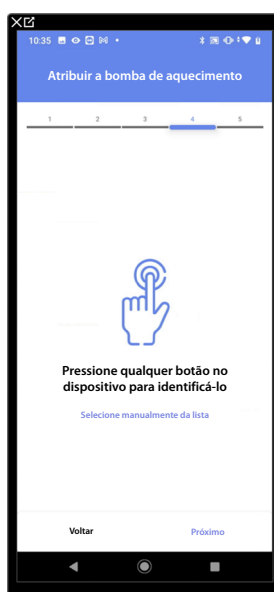 10:35
Atribuir a bomba de aquecimento
1 2 3 4 5
Pressione qualquer botão no
dispositivo para identificá-lo
Selecione manualmente da lista
Voltar Próximo